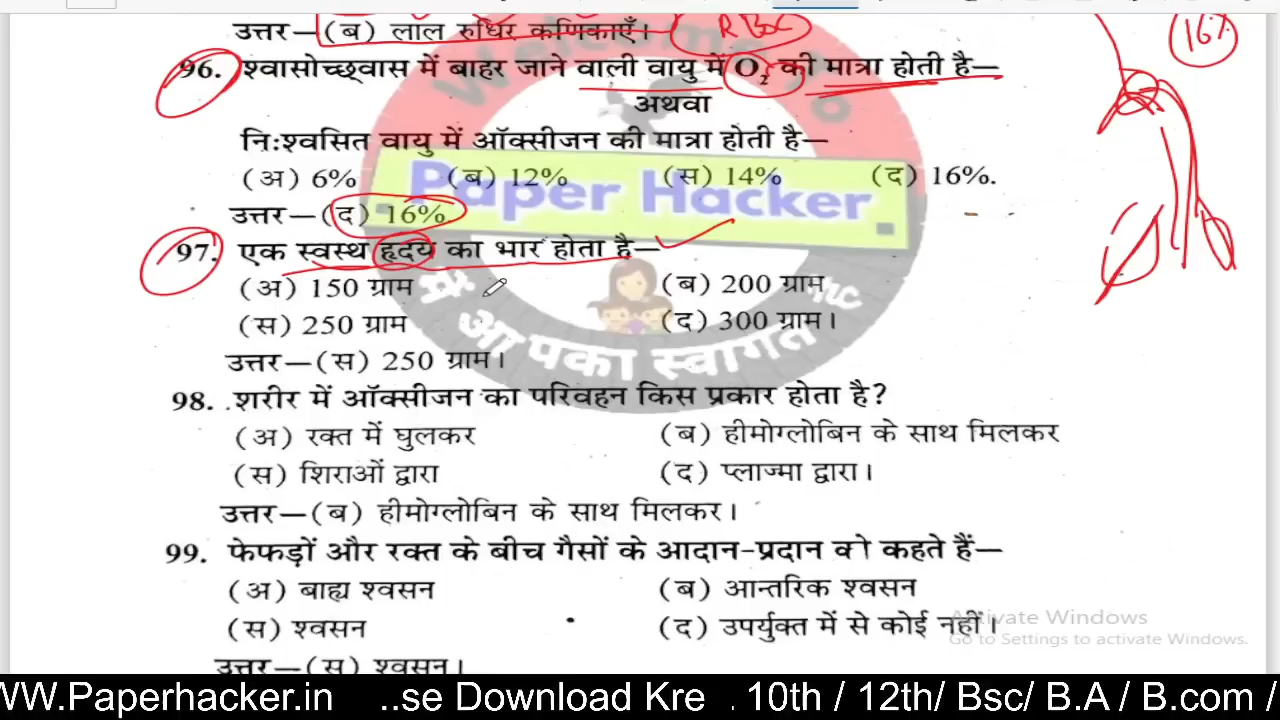 उत्तर—(ब) लाल रुधिर कणिकाएँ। RBC
16%
96. श्वासोच्छ्वास में बाहर जाने वाली वायु में O₂ की मात्रा होती है—
अथवा
निःश्वसित वायु में ऑक्सीजन की मात्रा होती है—
(अ) 6% (ब) 12% (स) 14% (द) 16%.
उत्तर—(द) 16%
97. एक स्वस्थ हृदय का भार होता है—
(अ) 150 ग्राम (ब) 200 ग्राम
(स) 250 ग्राम (द) 300 ग्राम।
उत्तर—(स) 250 ग्राम।
98. शरीर में ऑक्सीजन का परिवहन किस प्रकार होता है?
(अ) रक्त में घुलकर (ब) हीमोग्लोबिन के साथ मिलकर
(स) शिराओं द्वारा (द) प्लाज्मा द्वारा।
उत्तर—(ब) हीमोग्लोबिन के साथ मिलकर।
99. फेफड़ों और रक्त के बीच गैसों के आदान-प्रदान को कहते हैं—
(अ) बाह्य श्वसन (ब) आन्तरिक श्वसन
(स) श्वसन (द) उपर्युक्त में से कोई नहीं।
उत्तर—(स) श्वसन।
Welcome to
Paper Hacker
में आपका स्वागत
Activate Windows
Go to Settings to activate Windows.
WW.Paperhacker.in ..se Download Kre . 10th / 12th/ Bsc/ B.A / B.com /